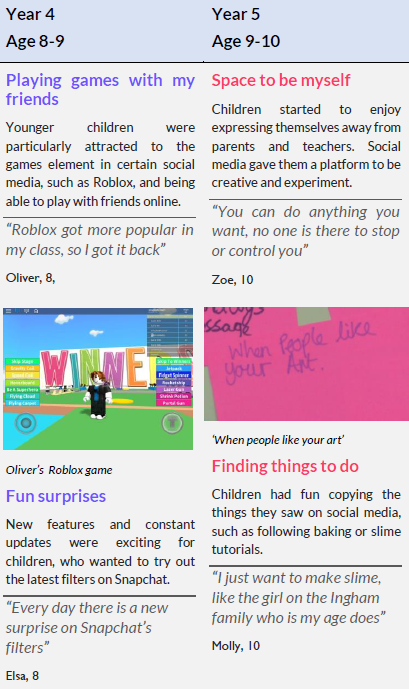 Year 4
Age 8-9
Playing games with my
friends
Younger children were
particularly attracted to the
games element in certain social
media, such as Roblox, and being
able to play with friends online.
“Roblox got more popular in
my class, so I got it back”
Oliver, 8,
WINNE
Oliver’s Roblox game
Fun surprises
New features and constant
updates were exciting for
children, who wanted to try out
the latest filters on Snapchat.
“Every day there is a new
surprise on Snapchat’s
filters”
Elsa, 8
Year 5
Age 9-10
Space to be myself
Children started to enjoy
expressing themselves away from
parents and teachers. Social
media gave them a platform to be
creative and experiment.
“You can do anything you
want, no one is there to stop
or control you”
Zoe, 10
When People like
your Art.
‘When people like your art’
Finding things to do
Children had fun copying the
things they saw on social media,
such as following baking or slime
tutorials.
“I just want to make slime,
like the girl on the Ingham
family who is my age does”
Molly, 10